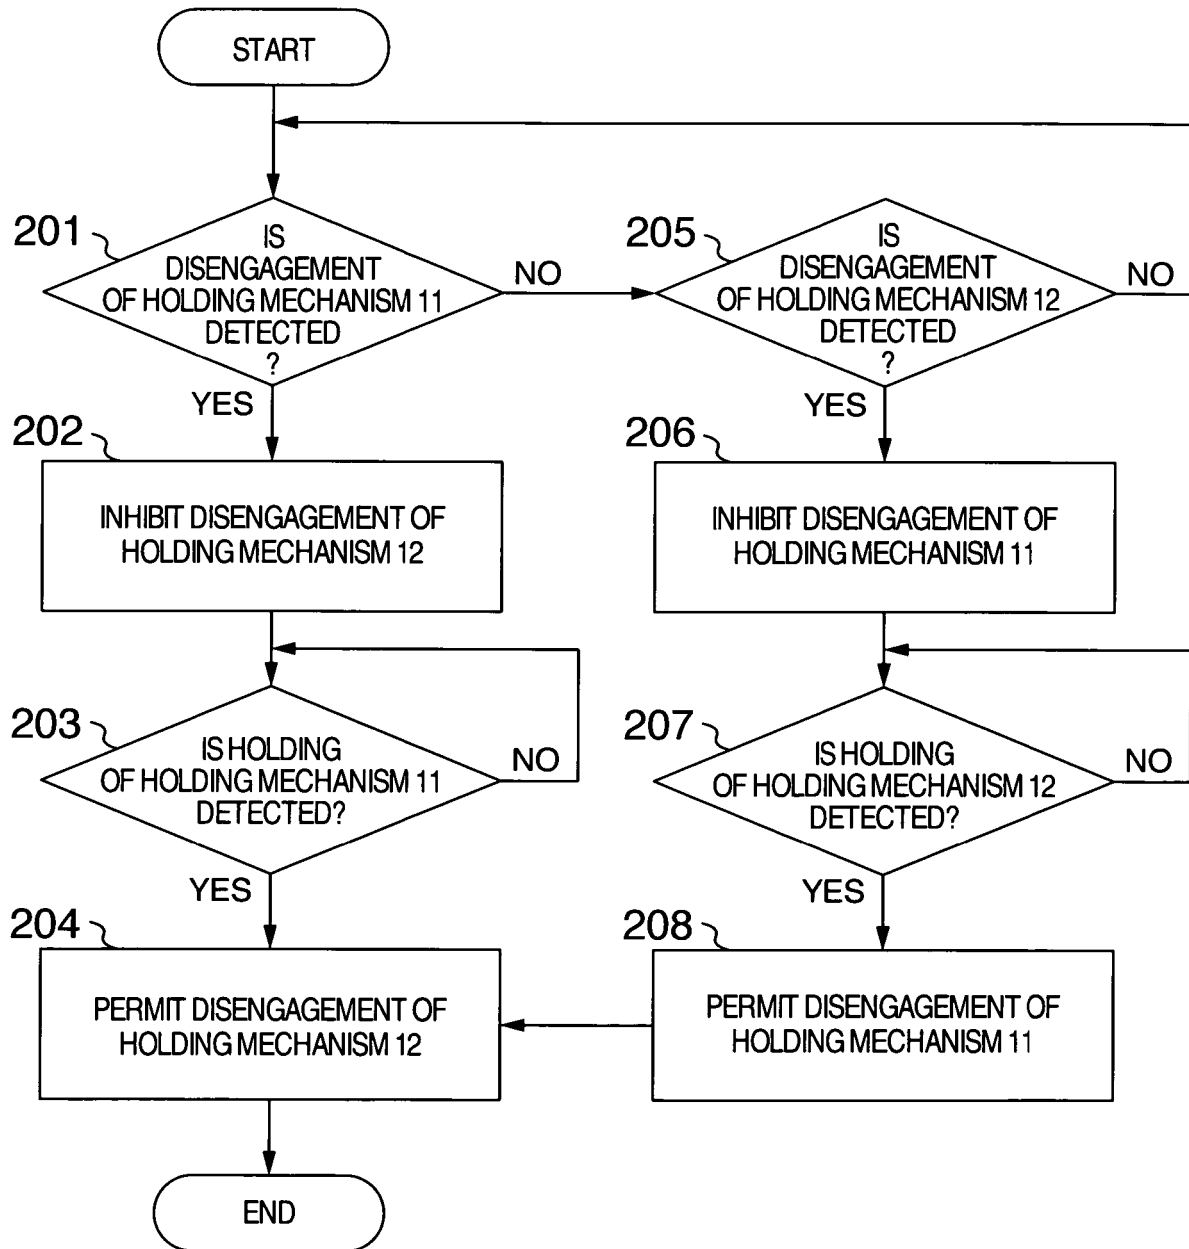 START
201
IS
DISENGAGEMENT
OF HOLDING MECHANISM 11
DETECTED
?
NO
YES
205
IS
DISENGAGEMENT
OF HOLDING MECHANISM 12
DETECTED
?
NO
YES
202
INHIBIT DISENGAGEMENT OF
HOLDING MECHANISM 12
206
INHIBIT DISENGAGEMENT OF
HOLDING MECHANISM 11
203
IS HOLDING
OF HOLDING MECHANISM 11
DETECTED?
NO
YES
207
IS HOLDING
OF HOLDING MECHANISM 12
DETECTED?
NO
YES
204
PERMIT DISENGAGEMENT OF
HOLDING MECHANISM 12
208
PERMIT DISENGAGEMENT OF
HOLDING MECHANISM 11
END